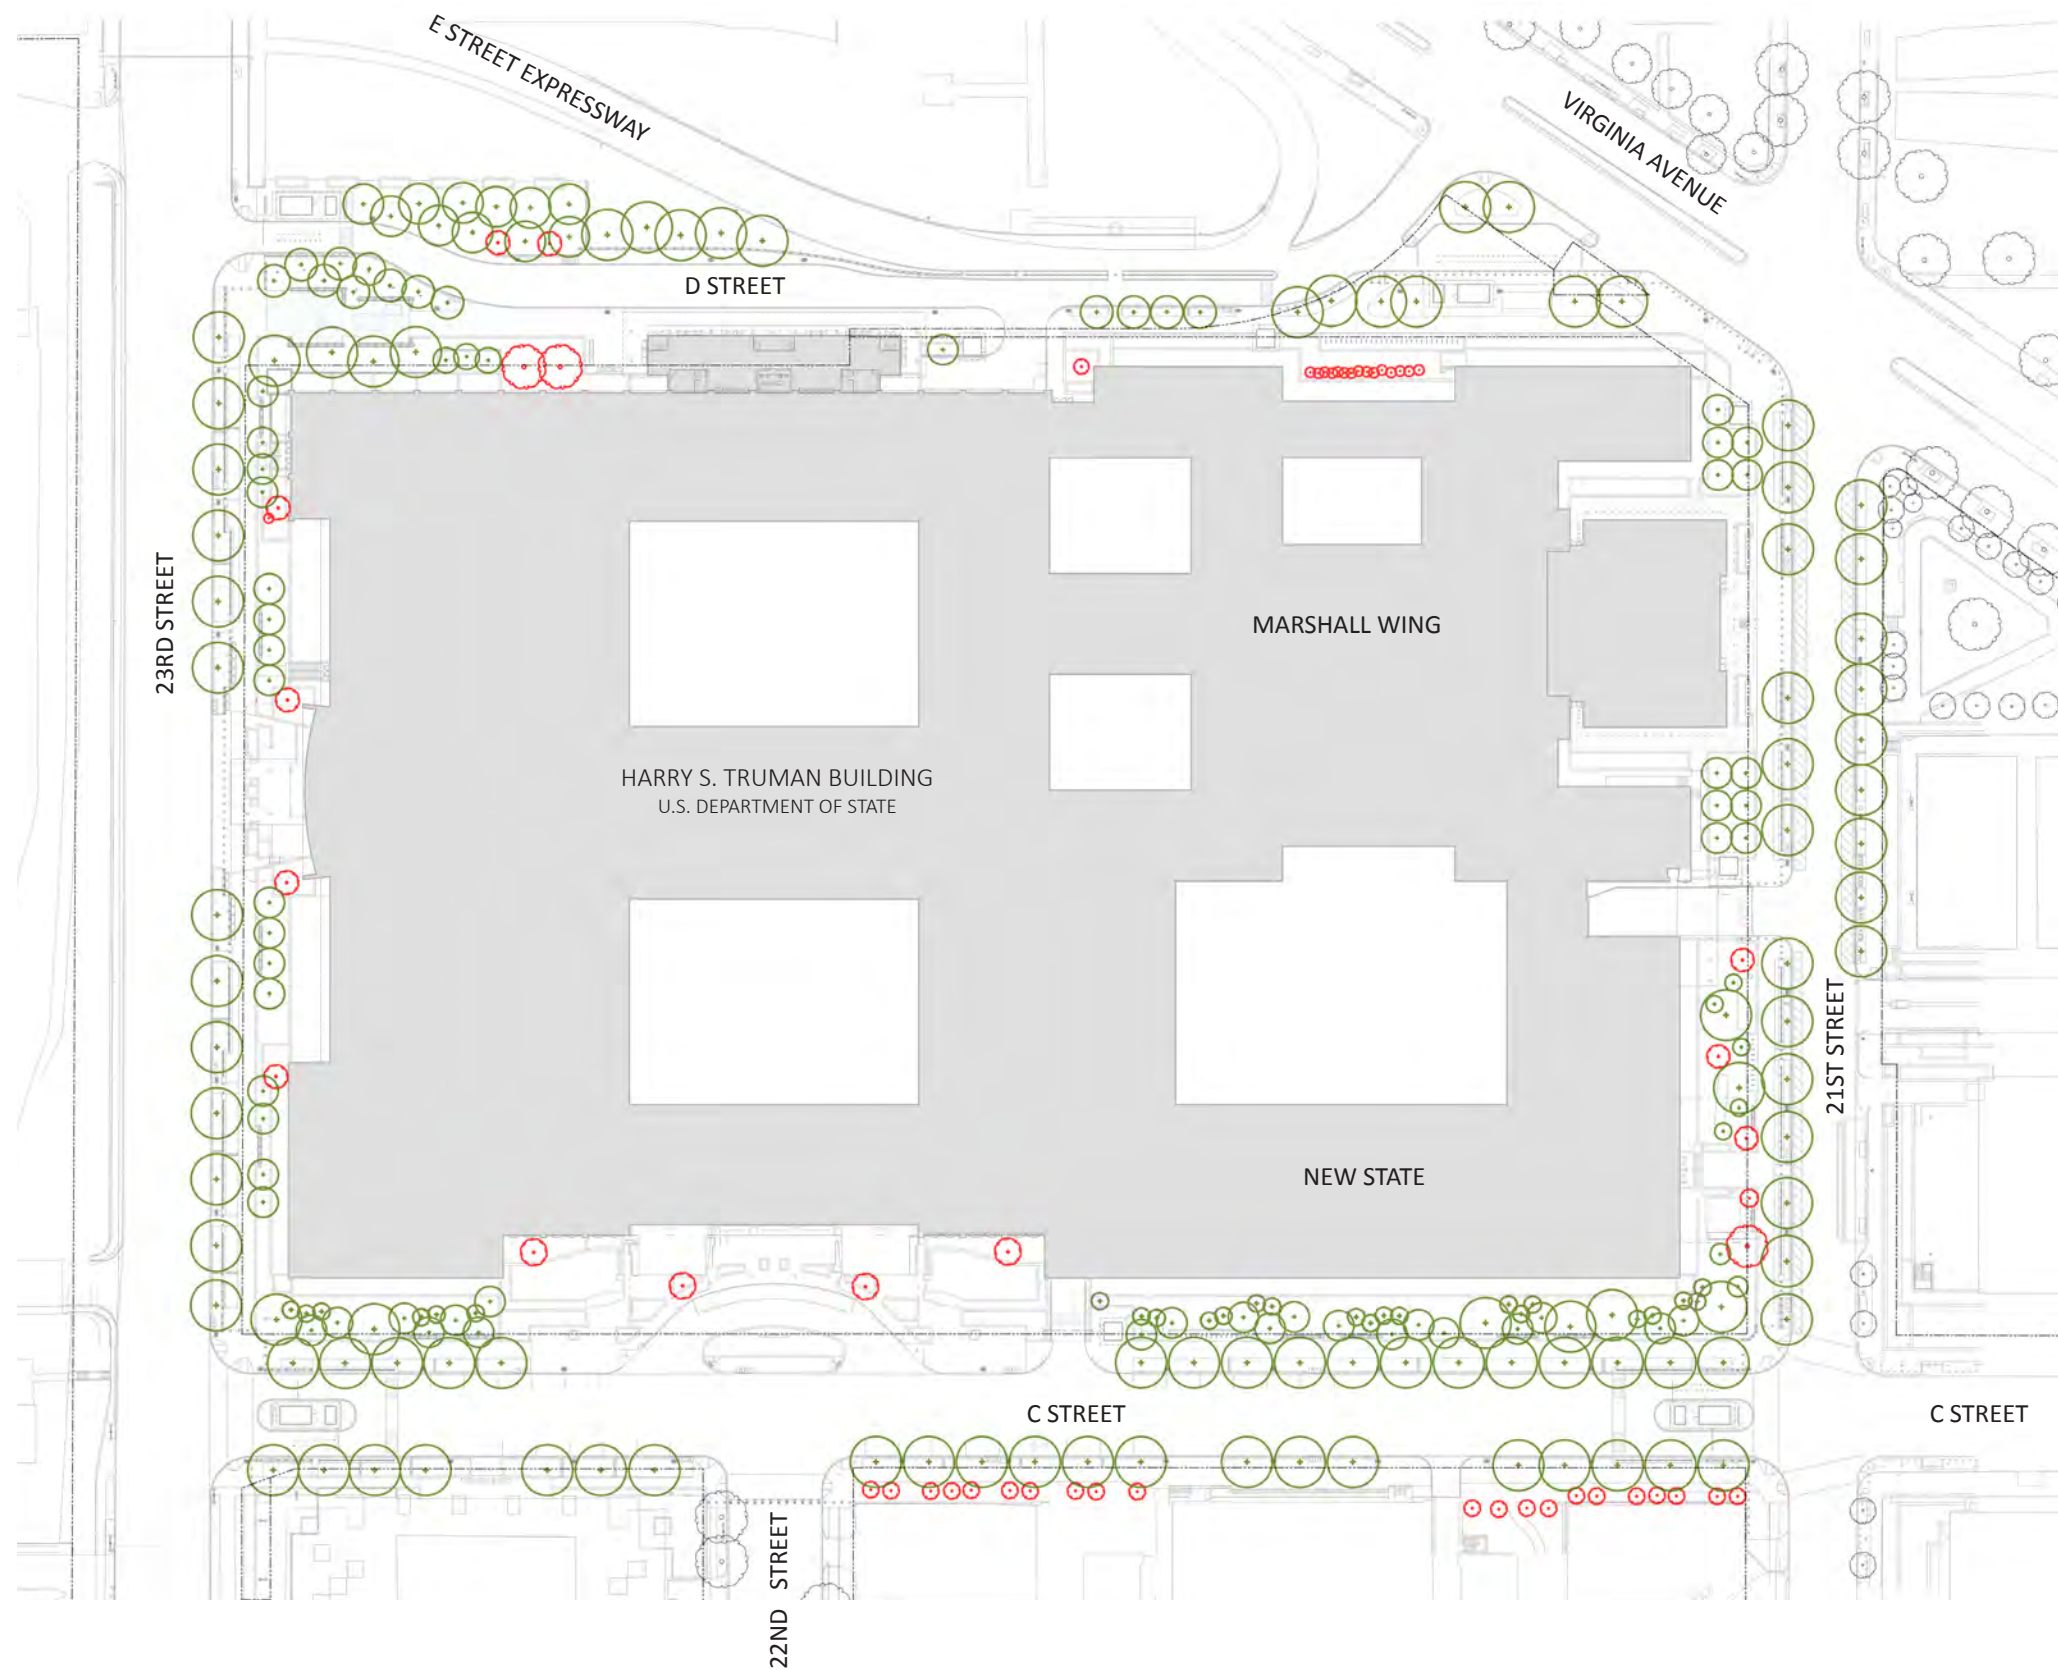 E STREET EXPRESSWAY
VIRGINIA AVENUE
D STREET
23RD STREET
MARSHALL WING
HARRY S. TRUMAN BUILDING
U.S. DEPARTMENT OF STATE
21ST STREET
NEW STATE
C STREET
C STREET
22ND STREET